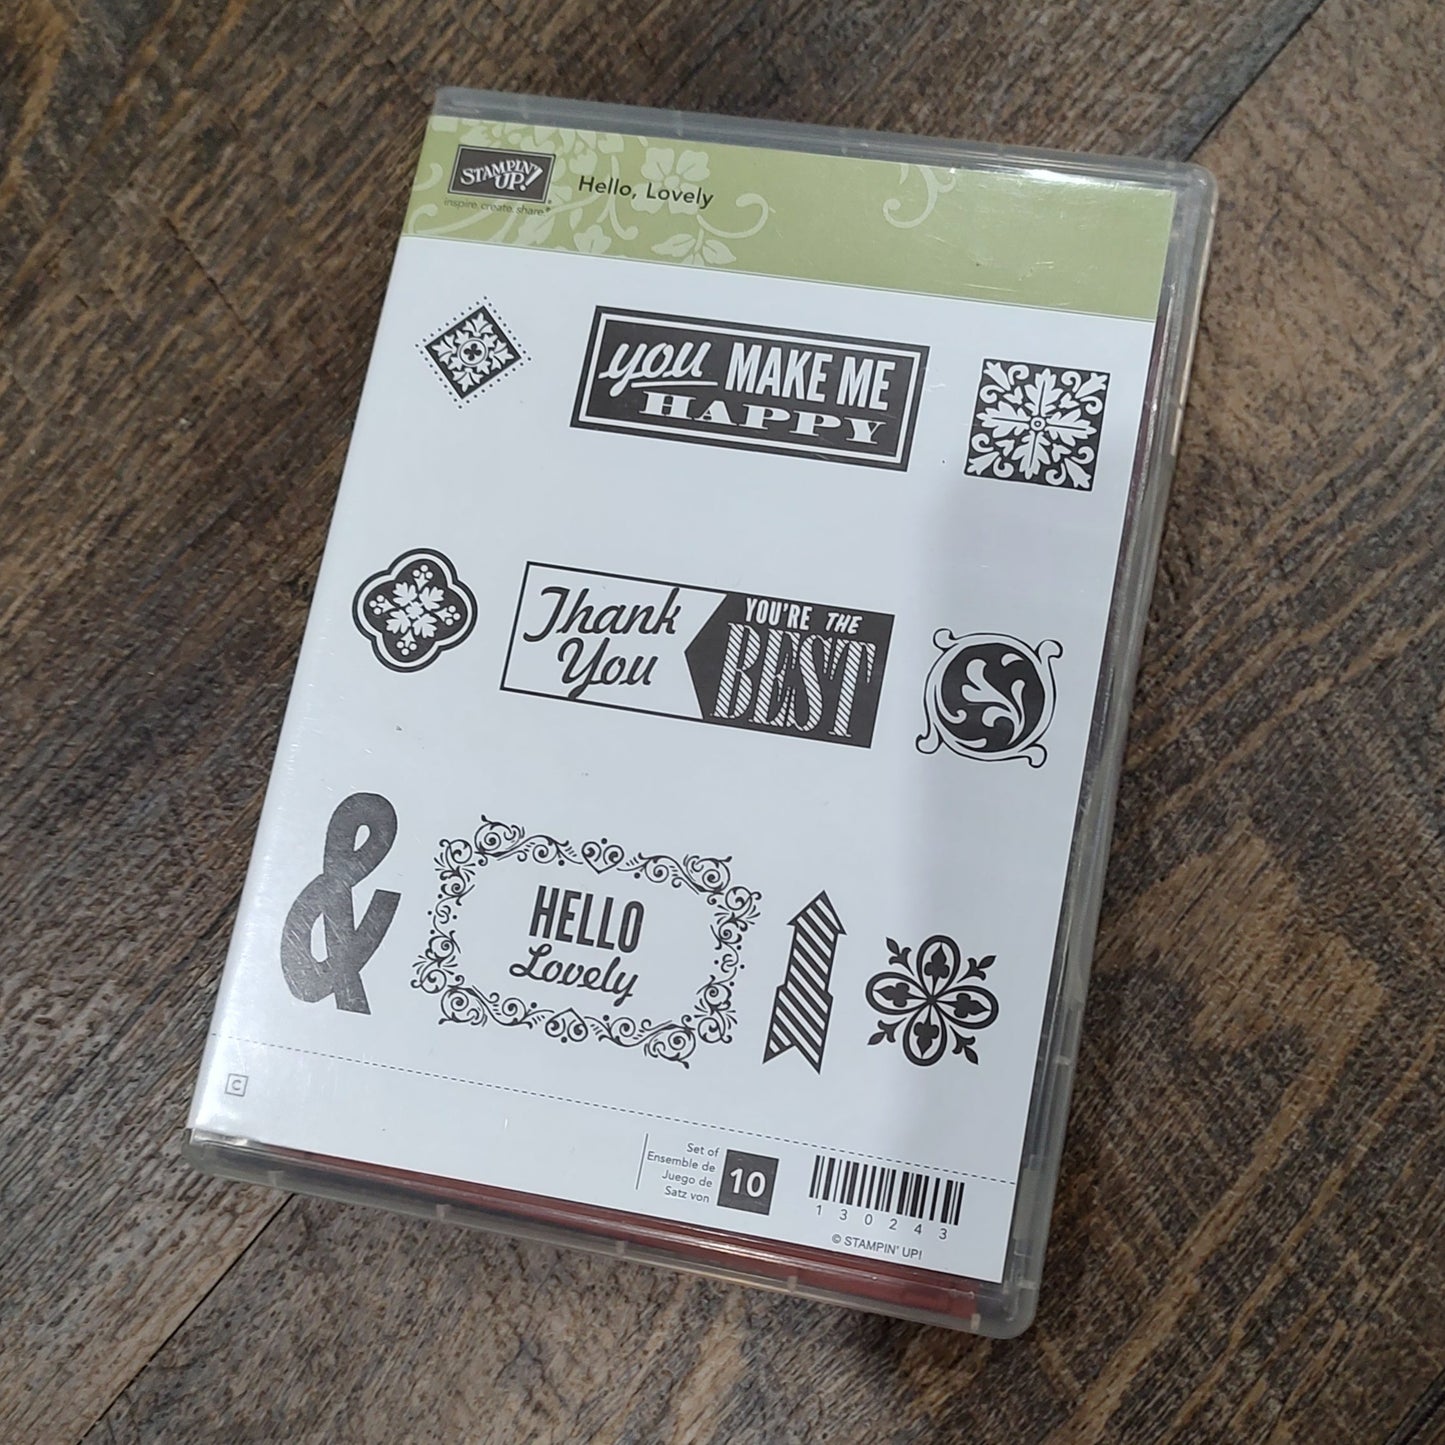 STAMPIN' UP!®
inspire. create. share.®
Hello, Lovely
you MAKE ME
HAPPY
Thank
You
YOU'RE THE
BEST
&
HELLO
Lovely
C
Set of
Ensemble de
Juego de
Satz von
10
130243
© STAMPIN' UP!